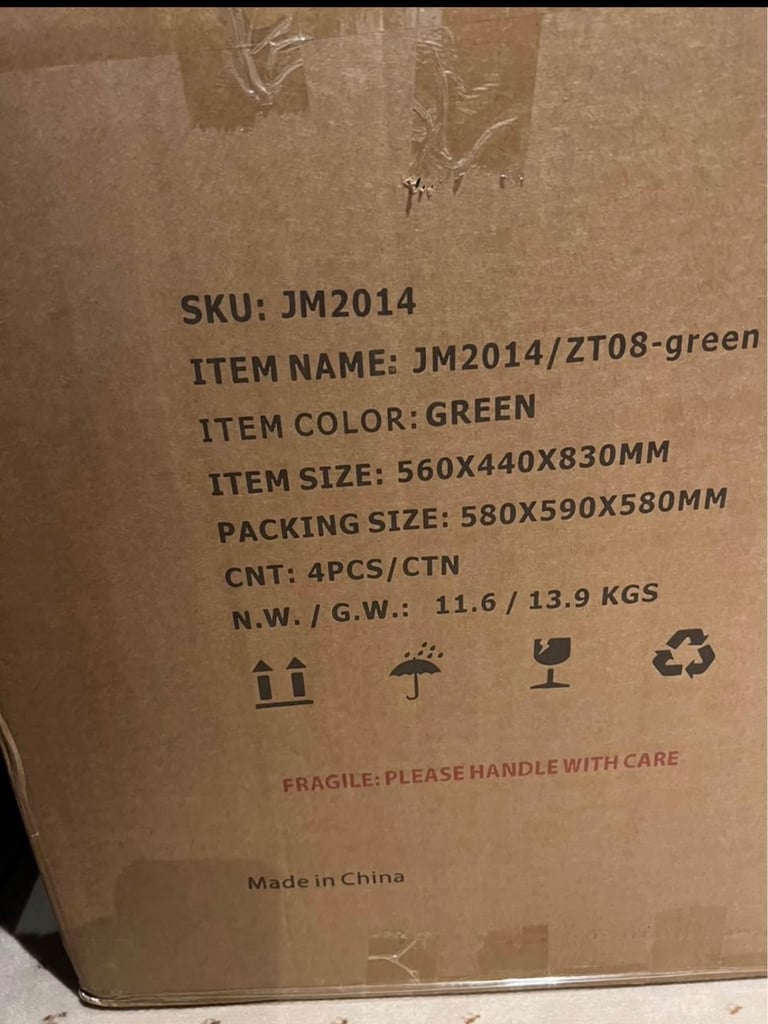 SKU: JM2014
ITEM NAME: JM2014/ZT08-green
ITEM COLOR: GREEN
ITEM SIZE: 560X440X830MM
PACKING SIZE: 580X590X580MM
CNT: 4PCS/CTN
N.W. / G.W.: 11.6 / 13.9 KGS
FRAGILE: PLEASE HANDLE WITH CARE
Made in China